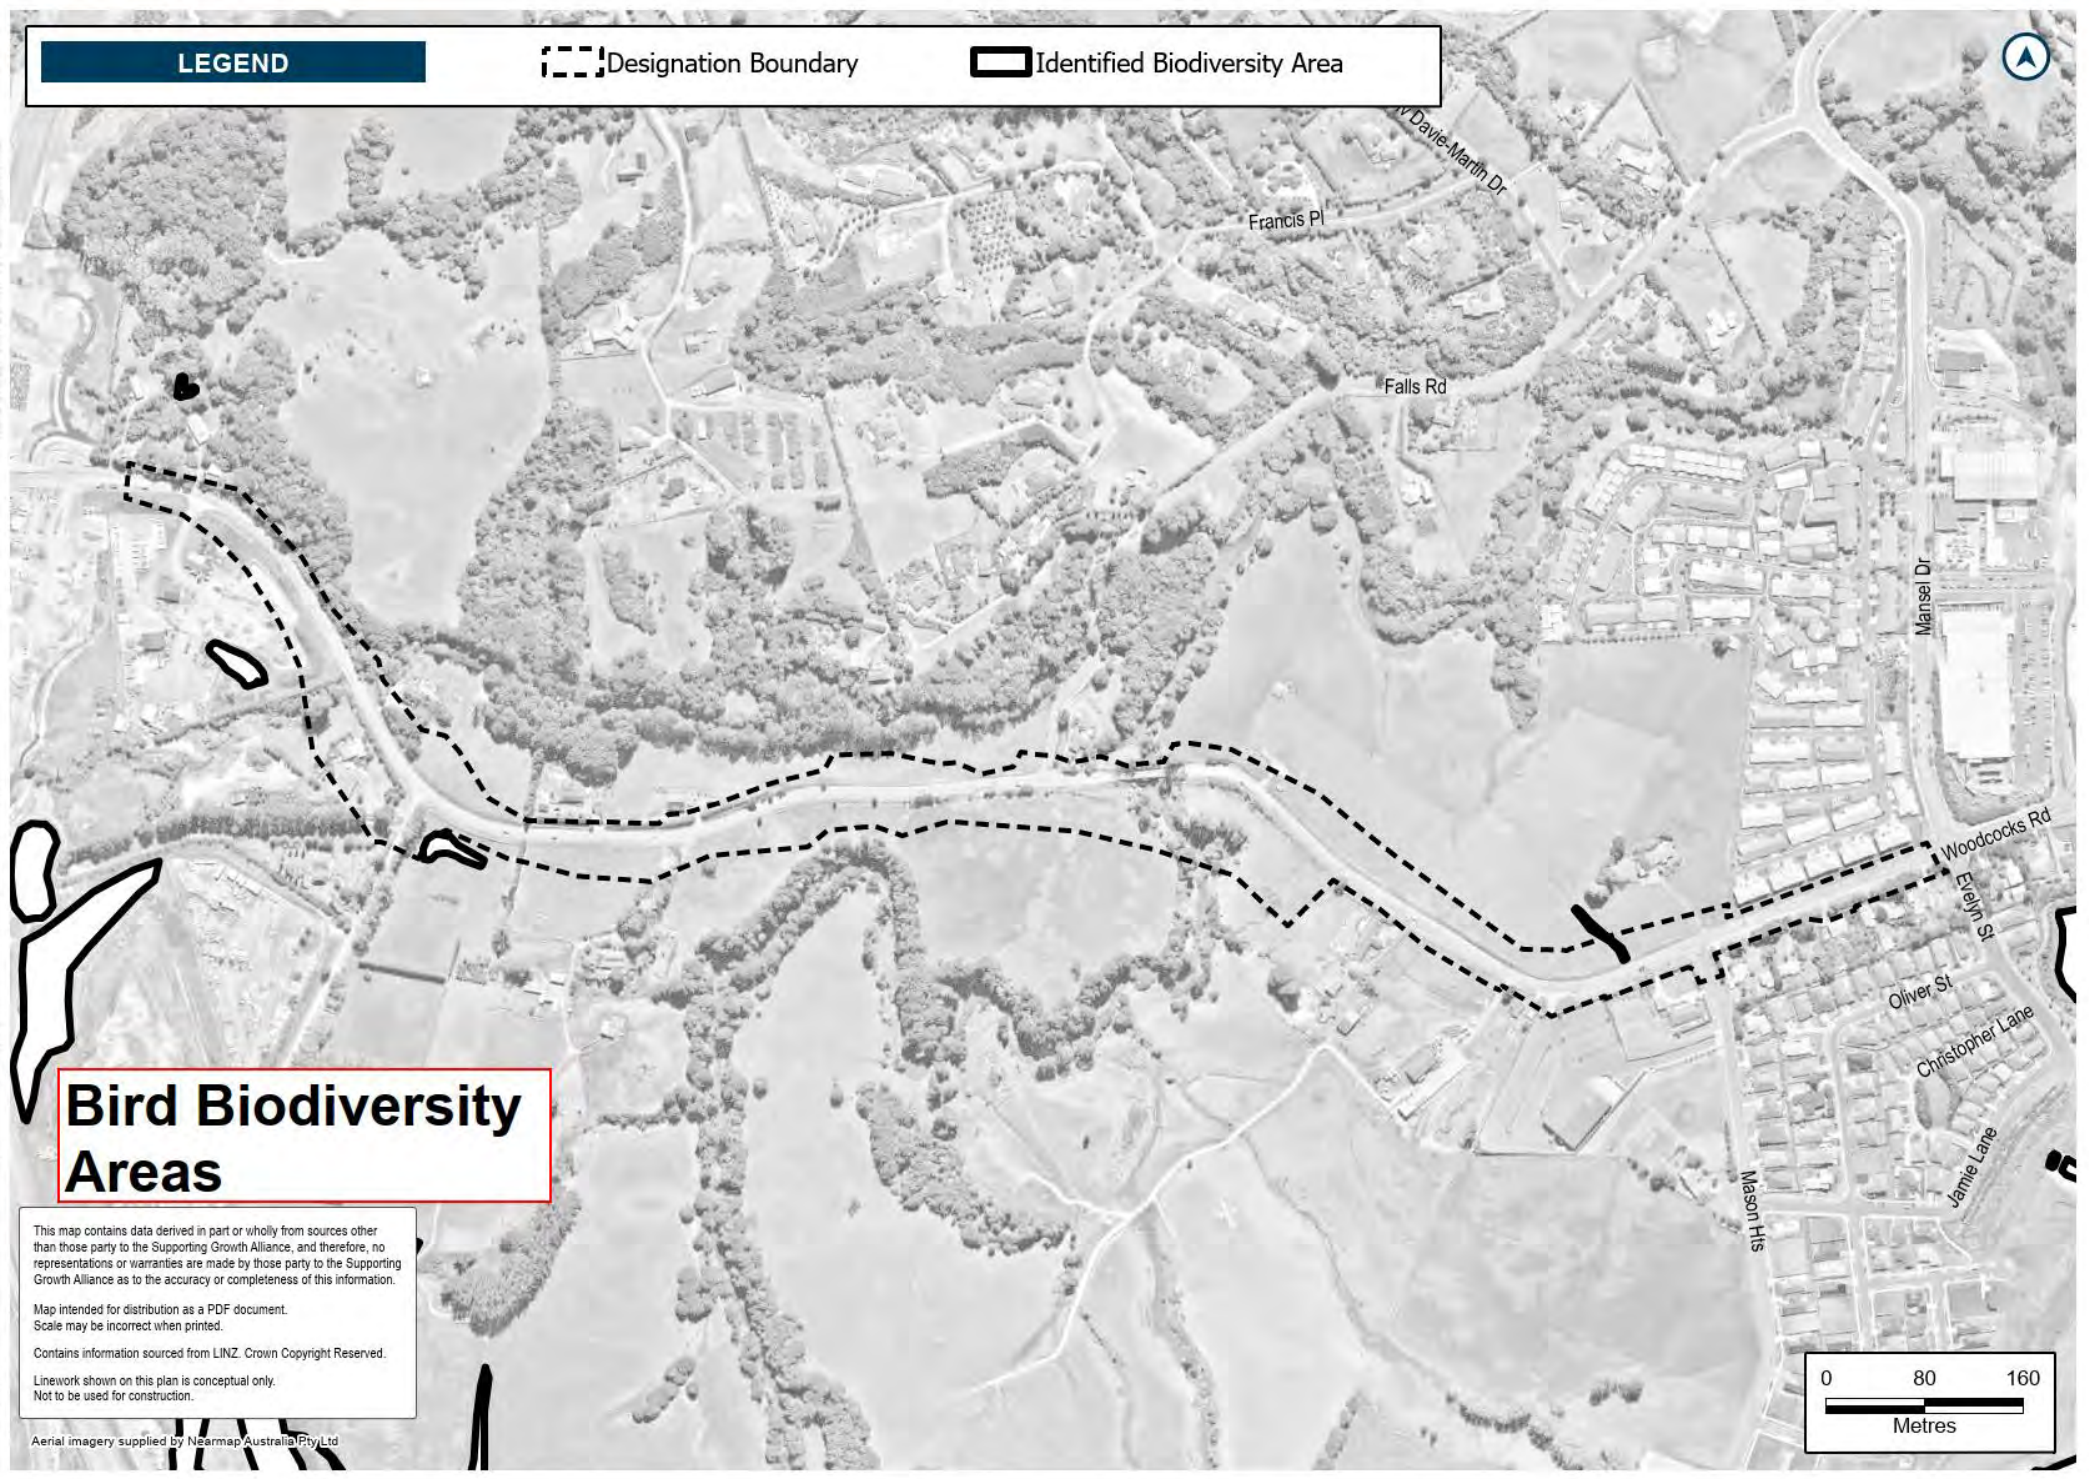 LEGEND
Designation Boundary
Identified Biodiversity Area
Davie-Martin Dr
Francis Pl
Falls Rd
Mansel Dr
Woodcocks Rd
Evelyn St
Oliver St
Christopher Lane
Jamie Lane
Mason Hts
Bird Biodiversity
Areas
This map contains data derived in part or wholly from sources other
than those party to the Supporting Growth Alliance, and therefore, no
representations or warranties are made by those party to the Supporting
Growth Alliance as to the accuracy or completeness of this information.
Map intended for distribution as a PDF document.
Scale may be incorrect when printed.
Contains information sourced from LINZ. Crown Copyright Reserved.
Linework shown on this plan is conceptual only.
Not to be used for construction.
Aerial imagery supplied by Nearmap Australia Pty Ltd
0 80 160
Metres